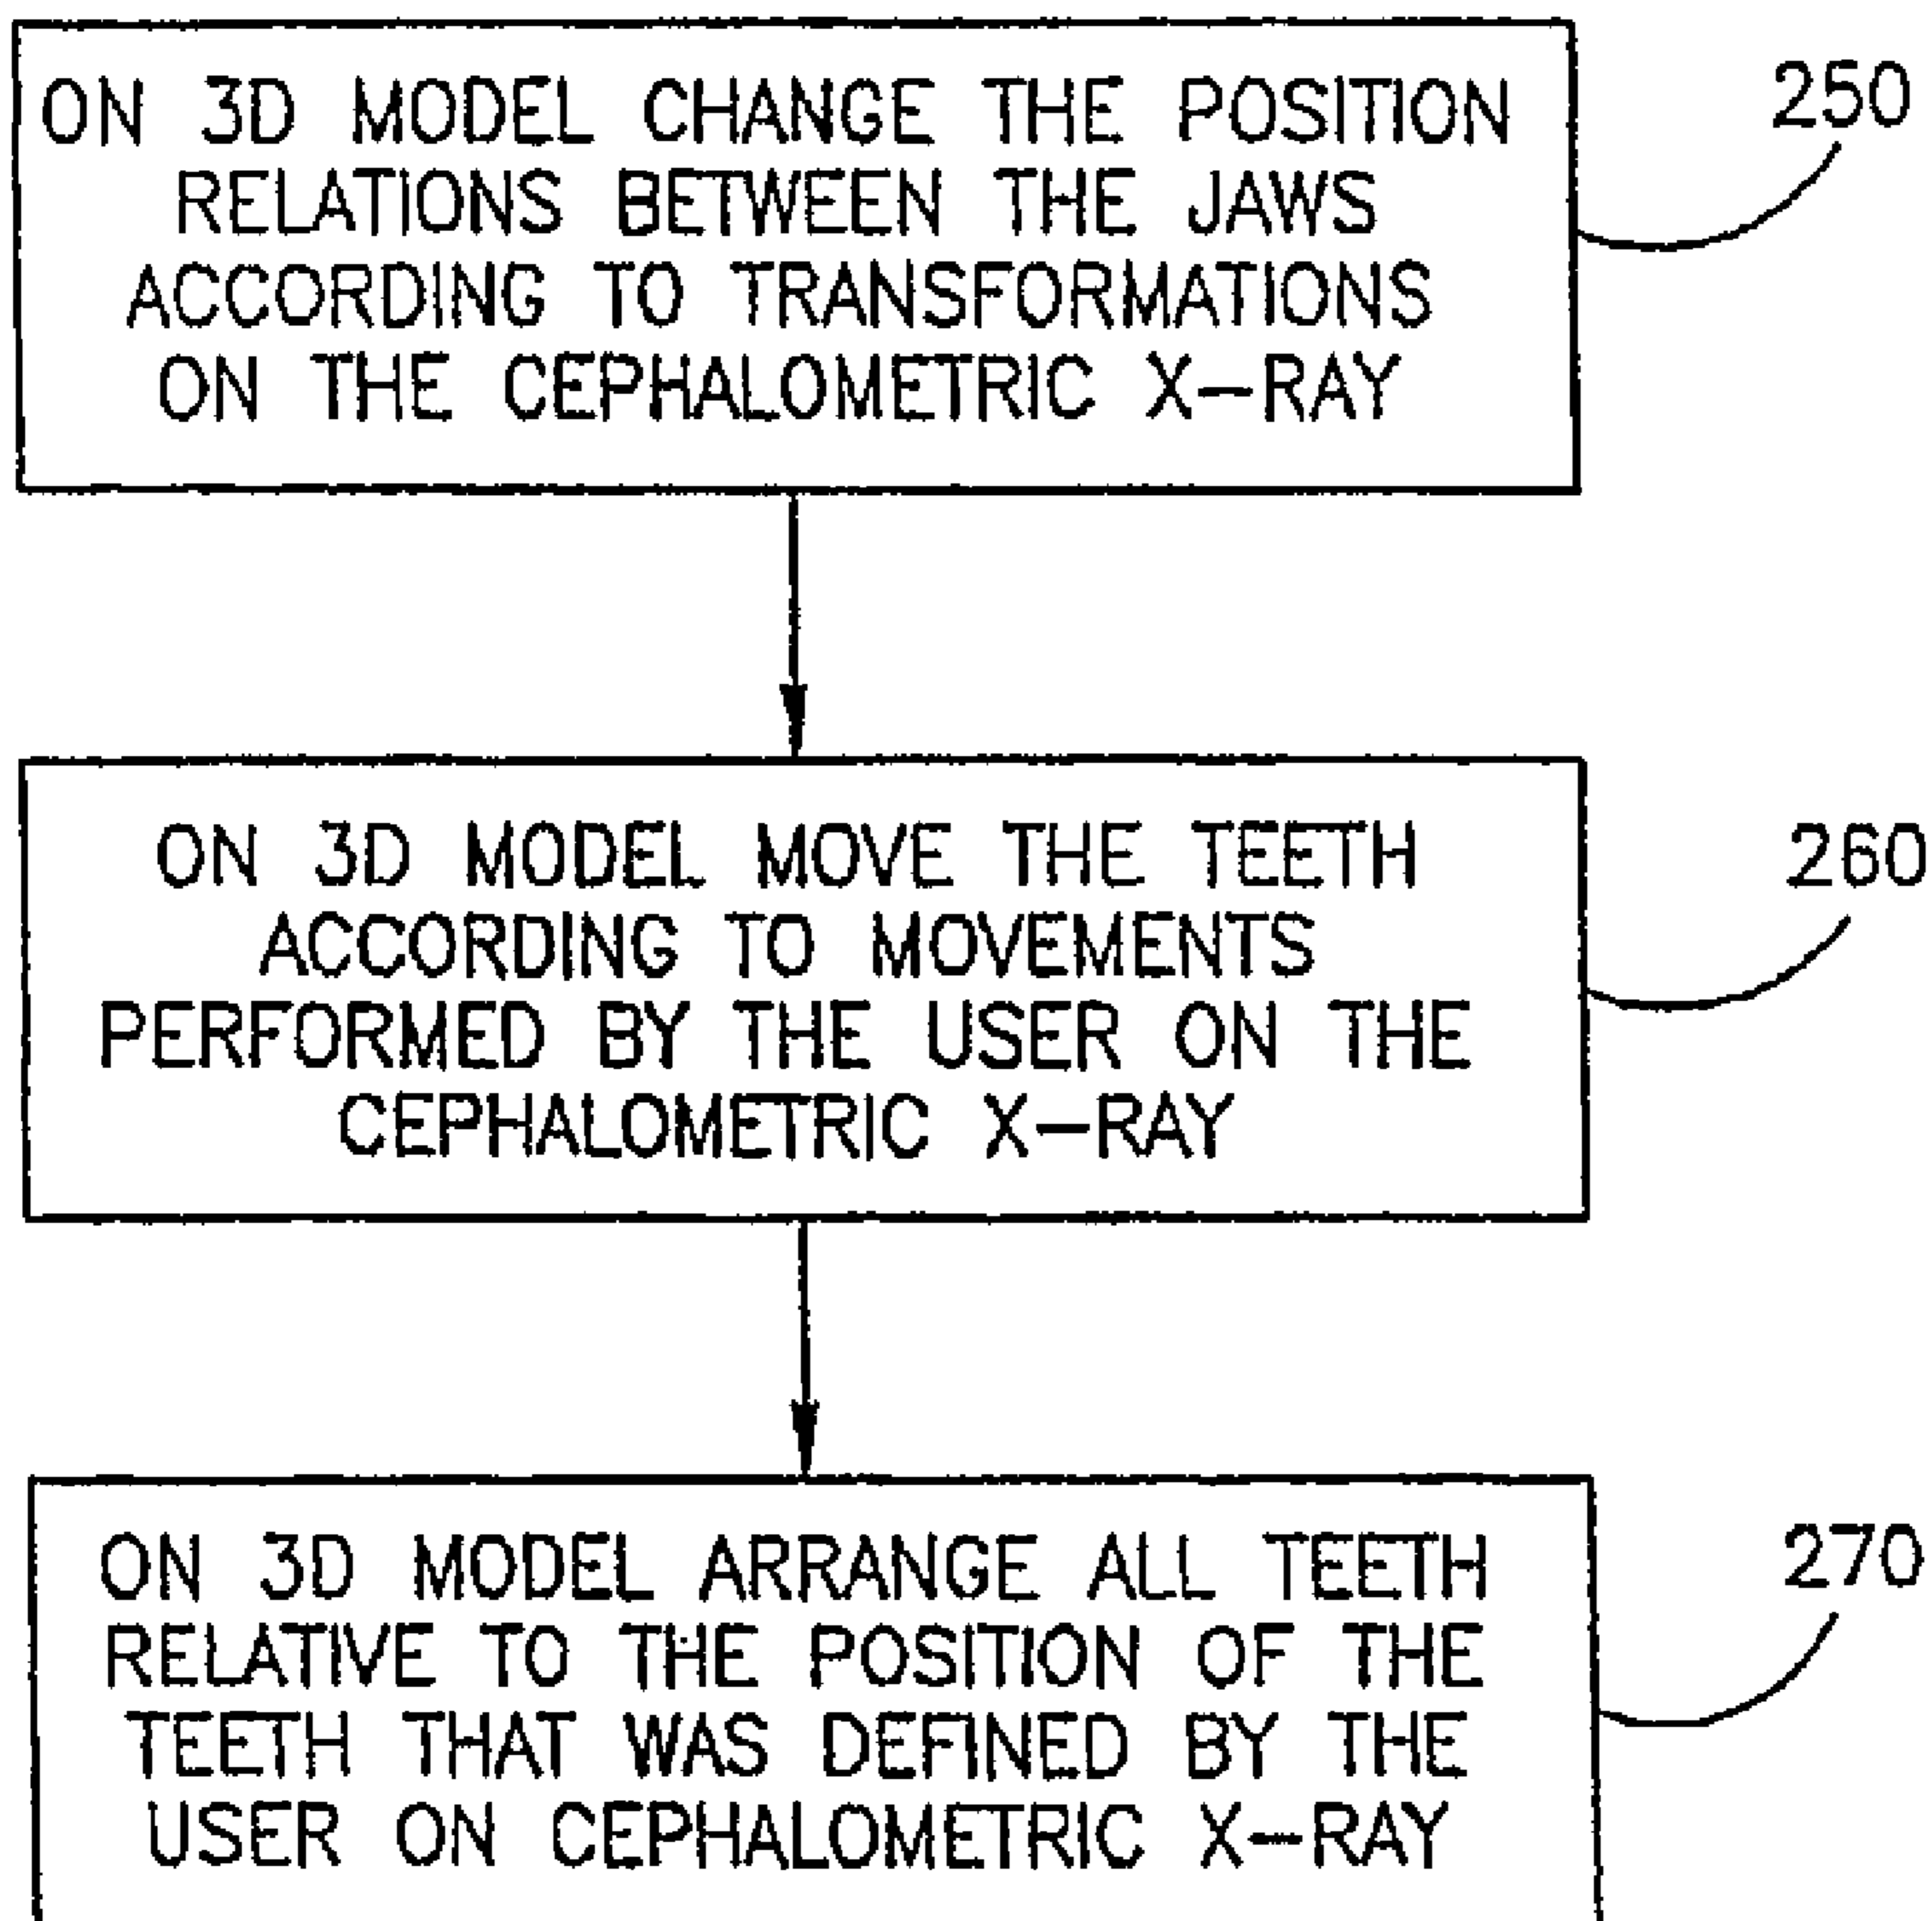 ON 3D MODEL CHANGE THE POSITION
RELATIONS BETWEEN THE JAWS
ACCORDING TO TRANSFORMATIONS
ON THE CEPHALOMETRIC X-RAY
250
ON 3D MODEL MOVE THE TEETH
ACCORDING TO MOVEMENTS
PERFORMED BY THE USER ON THE
CEPHALOMETRIC X-RAY
260
ON 3D MODEL ARRANGE ALL TEETH
RELATIVE TO THE POSITION OF THE
TEETH THAT WAS DEFINED BY THE
USER ON CEPHALOMETRIC X-RAY
270